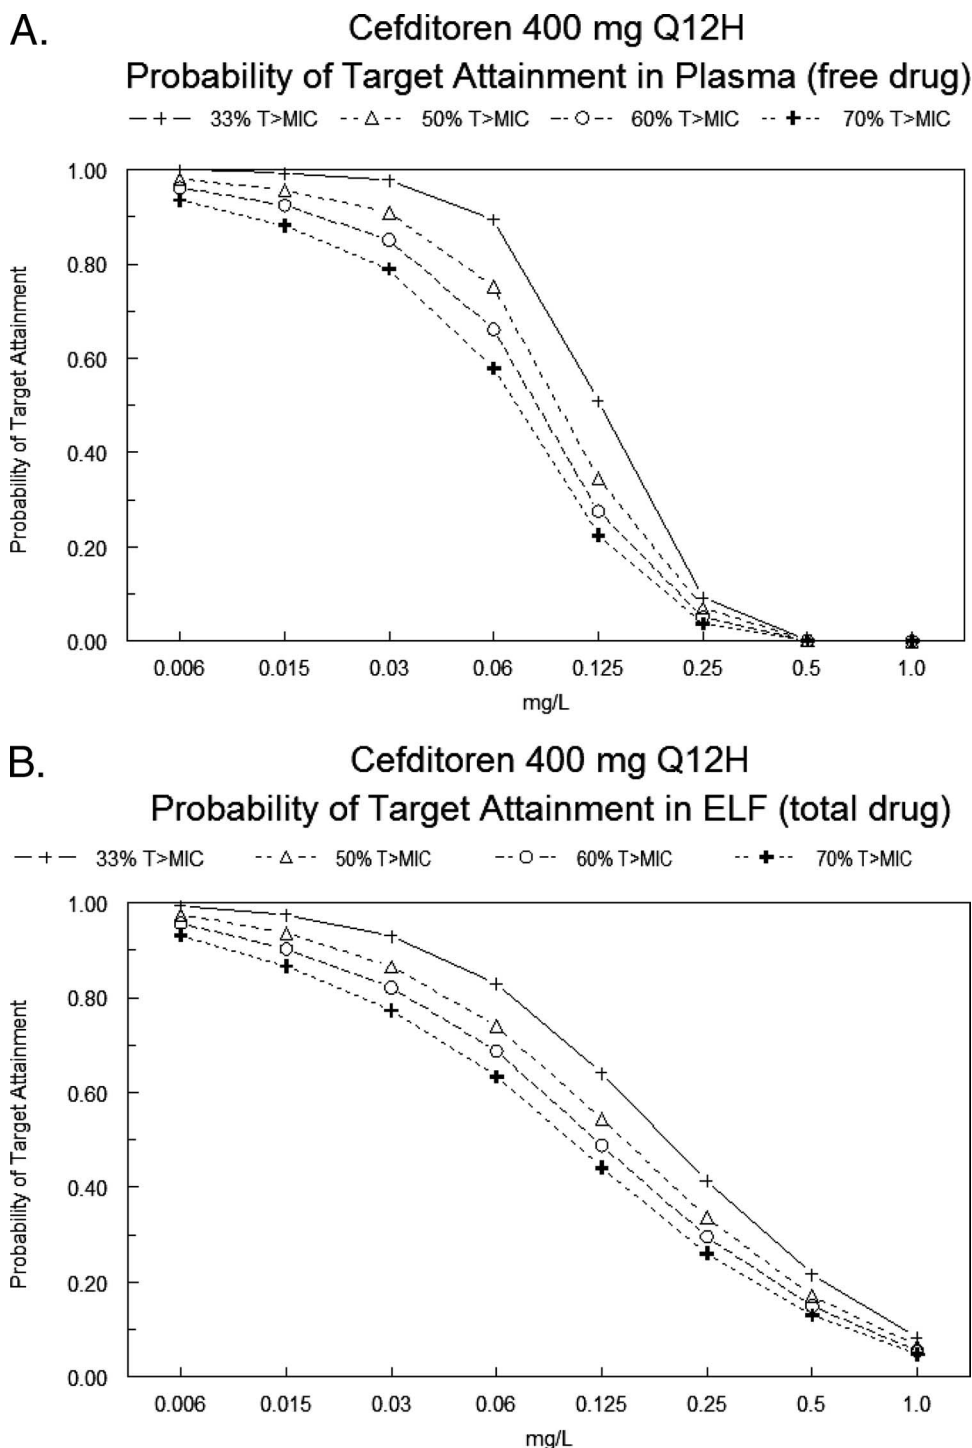 A.
Cefditoren 400 mg Q12H
Probability of Target Attainment in Plasma (free drug)
33% T>MIC 50% T>MIC 60% T>MIC 70% T>MIC
Probability of Target Attainment
1.00
0.80
0.60
0.40
0.20
0.00
0.006 0.015 0.03 0.06 0.125 0.25 0.5 1.0
mg/L
B.
Cefditoren 400 mg Q12H
Probability of Target Attainment in ELF (total drug)
33% T>MIC 50% T>MIC 60% T>MIC 70% T>MIC
Probability of Target Attainment
1.00
0.80
0.60
0.40
0.20
0.00
0.006 0.015 0.03 0.06 0.125 0.25 0.5 1.0
mg/L